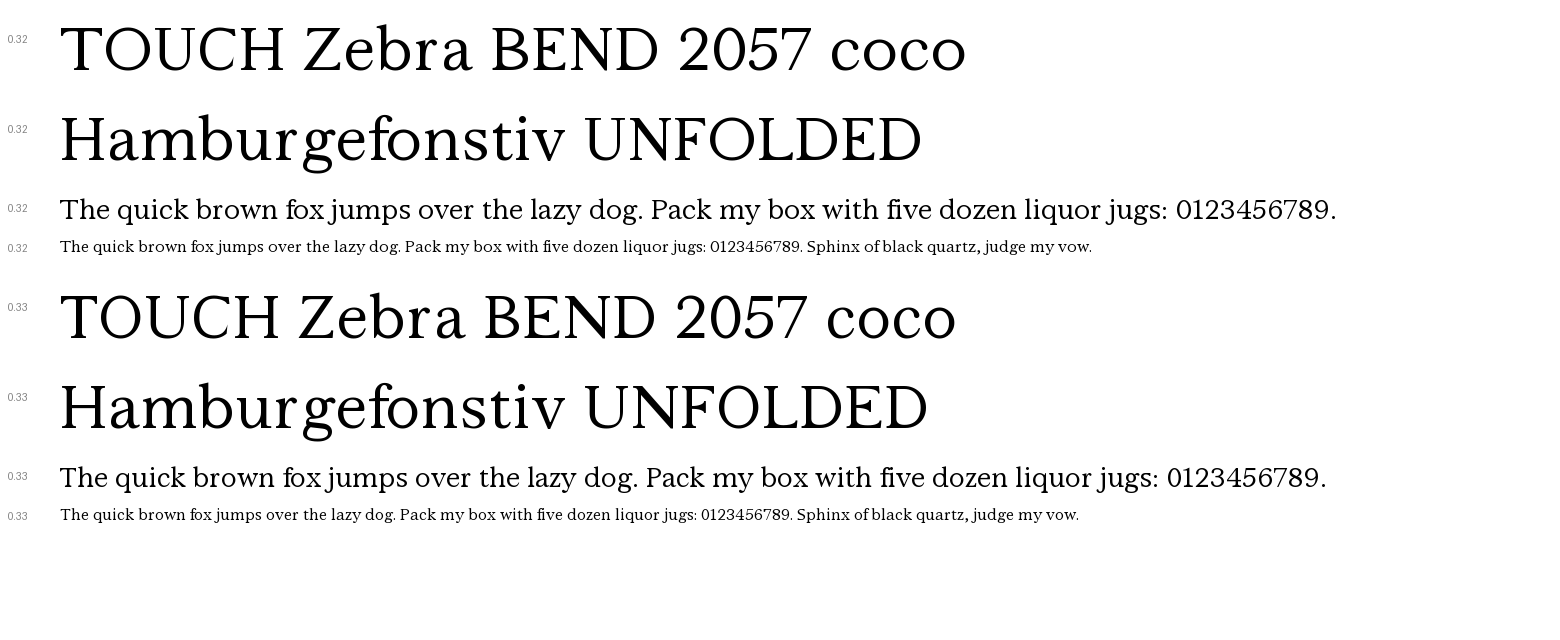 0.32 TOUCH Zebra BEND 2057 coco
0.32 Hamburgefonstiv UNFOLDED
0.32 The quick brown fox jumps over the lazy dog. Pack my box with five dozen liquor jugs: 0123456789.
0.32 The quick brown fox jumps over the lazy dog. Pack my box with five dozen liquor jugs: 0123456789. Sphinx of black quartz, judge my vow.
0.33 TOUCH Zebra BEND 2057 coco
0.33 Hamburgefonstiv UNFOLDED
0.33 The quick brown fox jumps over the lazy dog. Pack my box with five dozen liquor jugs: 0123456789.
0.33 The quick brown fox jumps over the lazy dog. Pack my box with five dozen liquor jugs: 0123456789. Sphinx of black quartz, judge my vow.